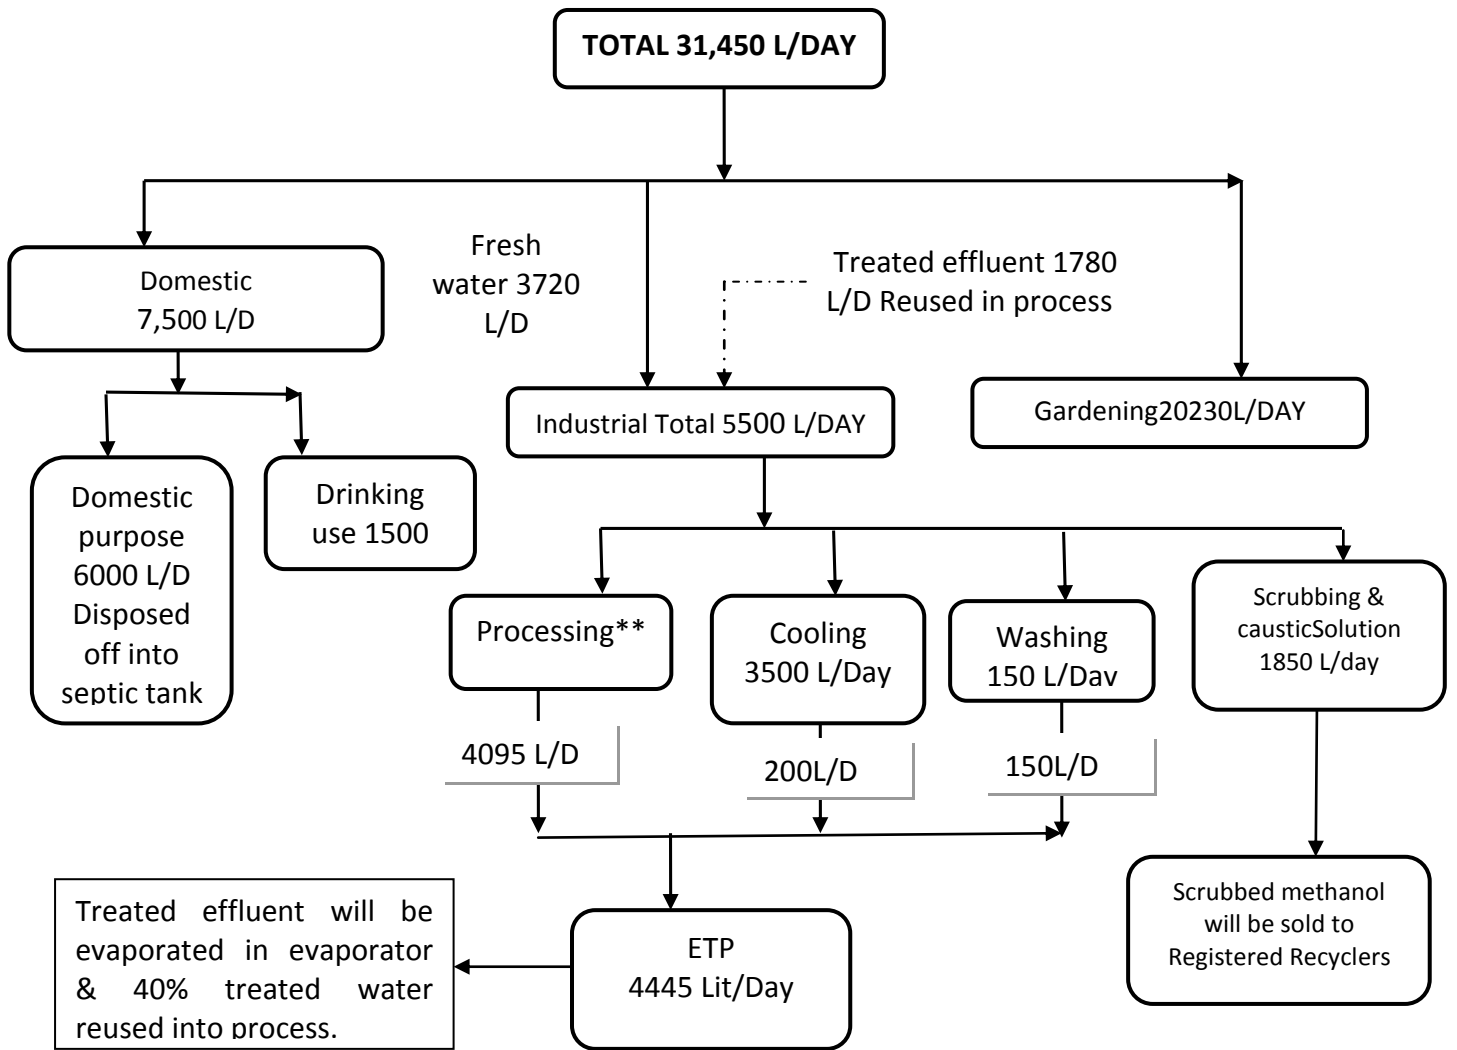 TOTAL 31,450 L/DAY
Fresh
water 3720
L/D
Treated effluent 1780
L/D Reused in process
Domestic
7,500 L/D
Industrial Total 5500 L/DAY
Gardening20230L/DAY
Domestic
purpose
6000 L/D
Disposed
off into
septic tank
Drinking
use 1500
Processing**
Cooling
3500 L/Day
Washing
150 L/Day
Scrubbing &
causticSolution
1850 L/day
4095 L/D
200L/D
150L/D
Treated effluent will be
evaporated in evaporator
& 40% treated water
reused into process.
ETP
4445 Lit/Day
Scrubbed methanol
will be sold to
Registered Recyclers